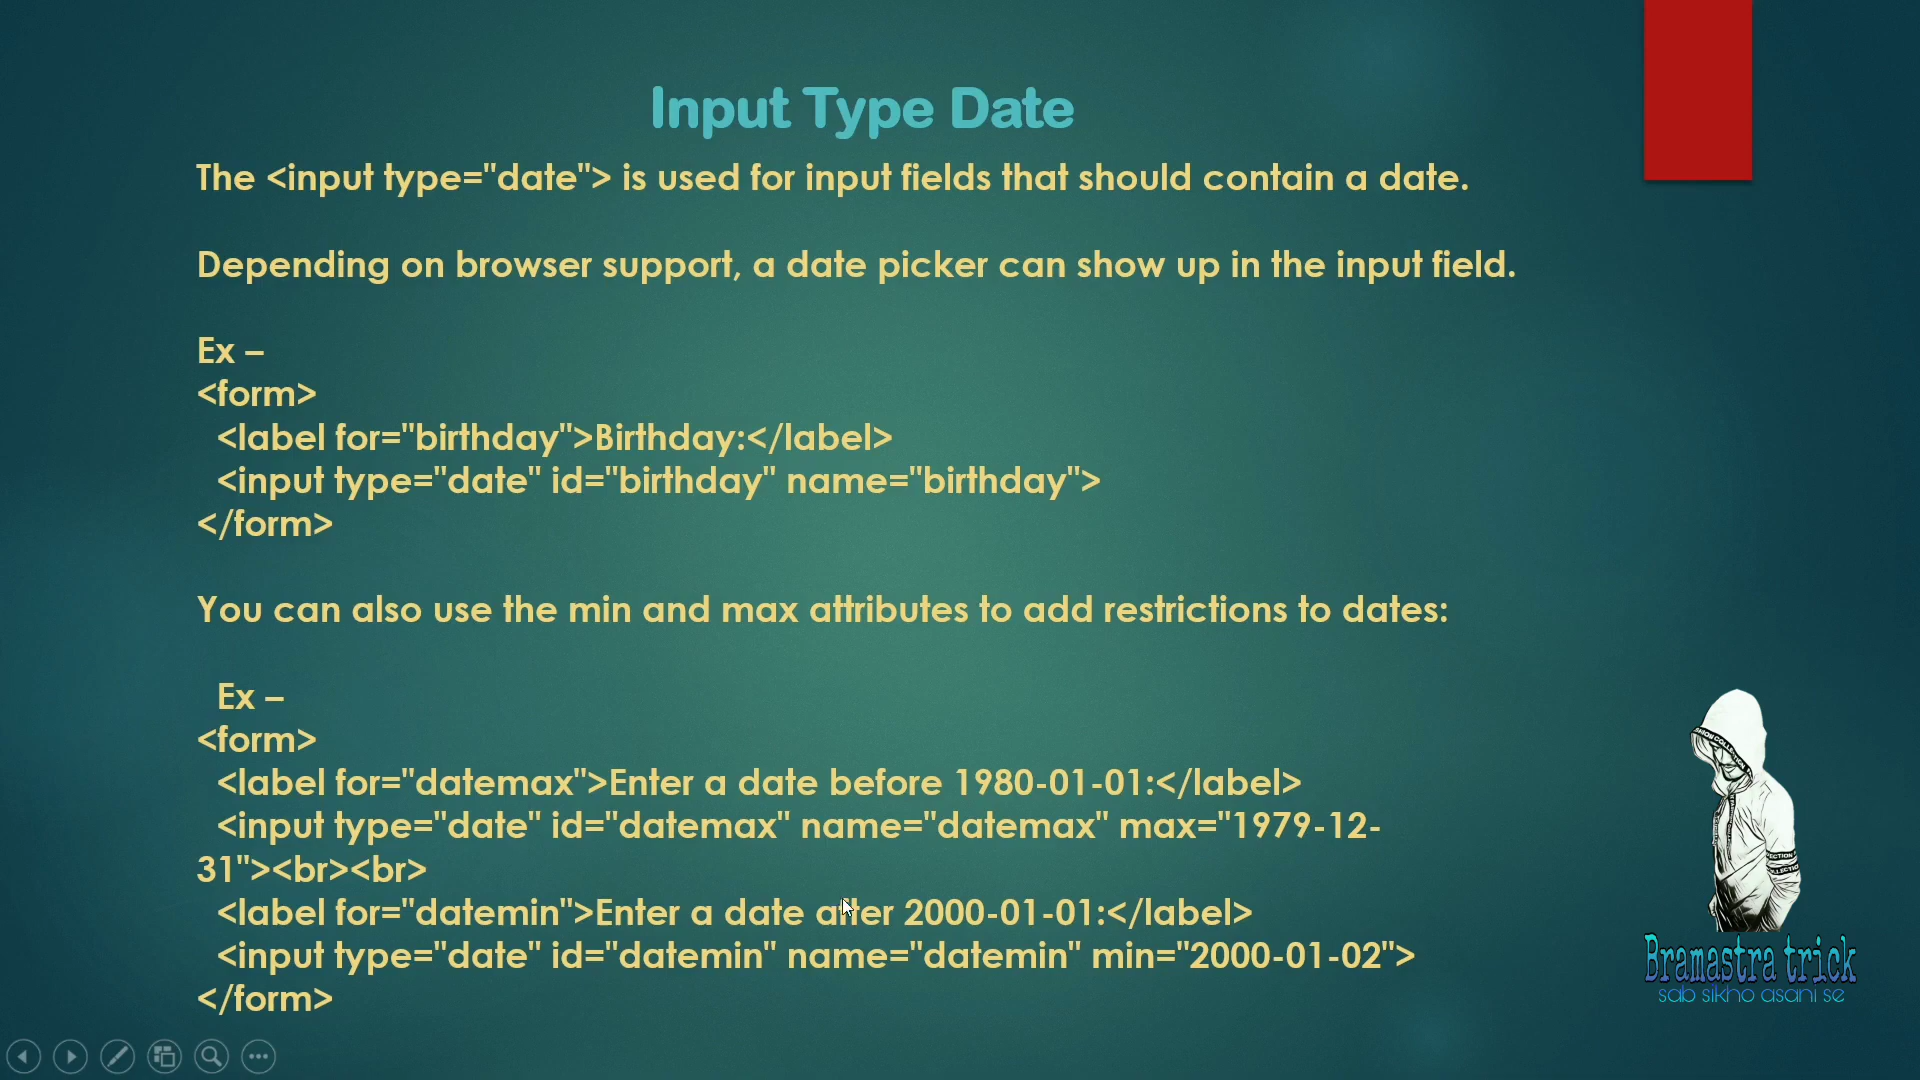 Input Type Date
The <input type="date"> is used for input fields that should contain a date.
Depending on browser support, a date picker can show up in the input field.
Ex –
<form>
<label for="birthday">Birthday:</label>
<input type="date" id="birthday" name="birthday">
</form>
You can also use the min and max attributes to add restrictions to dates:
Ex –
<form>
<label for="datemax">Enter a date before 1980-01-01:</label>
<input type="date" id="datemax" name="datemax" max="1979-12-
31"><br><br>
<label for="datemin">Enter a date after 2000-01-01:</label>
<input type="date" id="datemin" name="datemin" min="2000-01-02">
</form>
Bramastra trick
sab sikho asani se